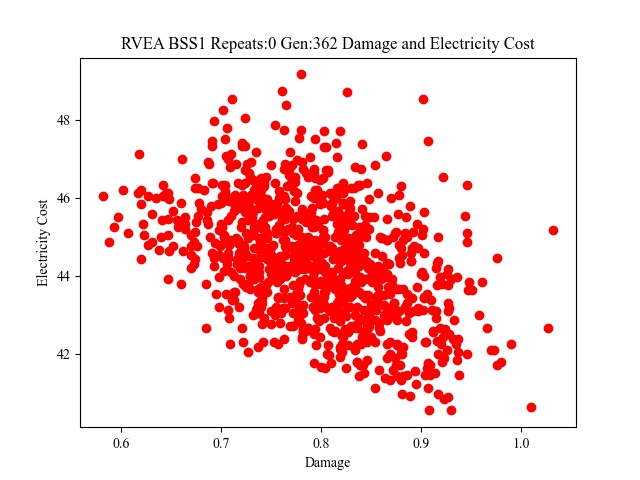 RVEA BSS1 Repeats:0 Gen:362 Damage and Electricity Cost
48
46
44
42
Electricity Cost
0.6 0.7 0.8 0.9 1.0
Damage